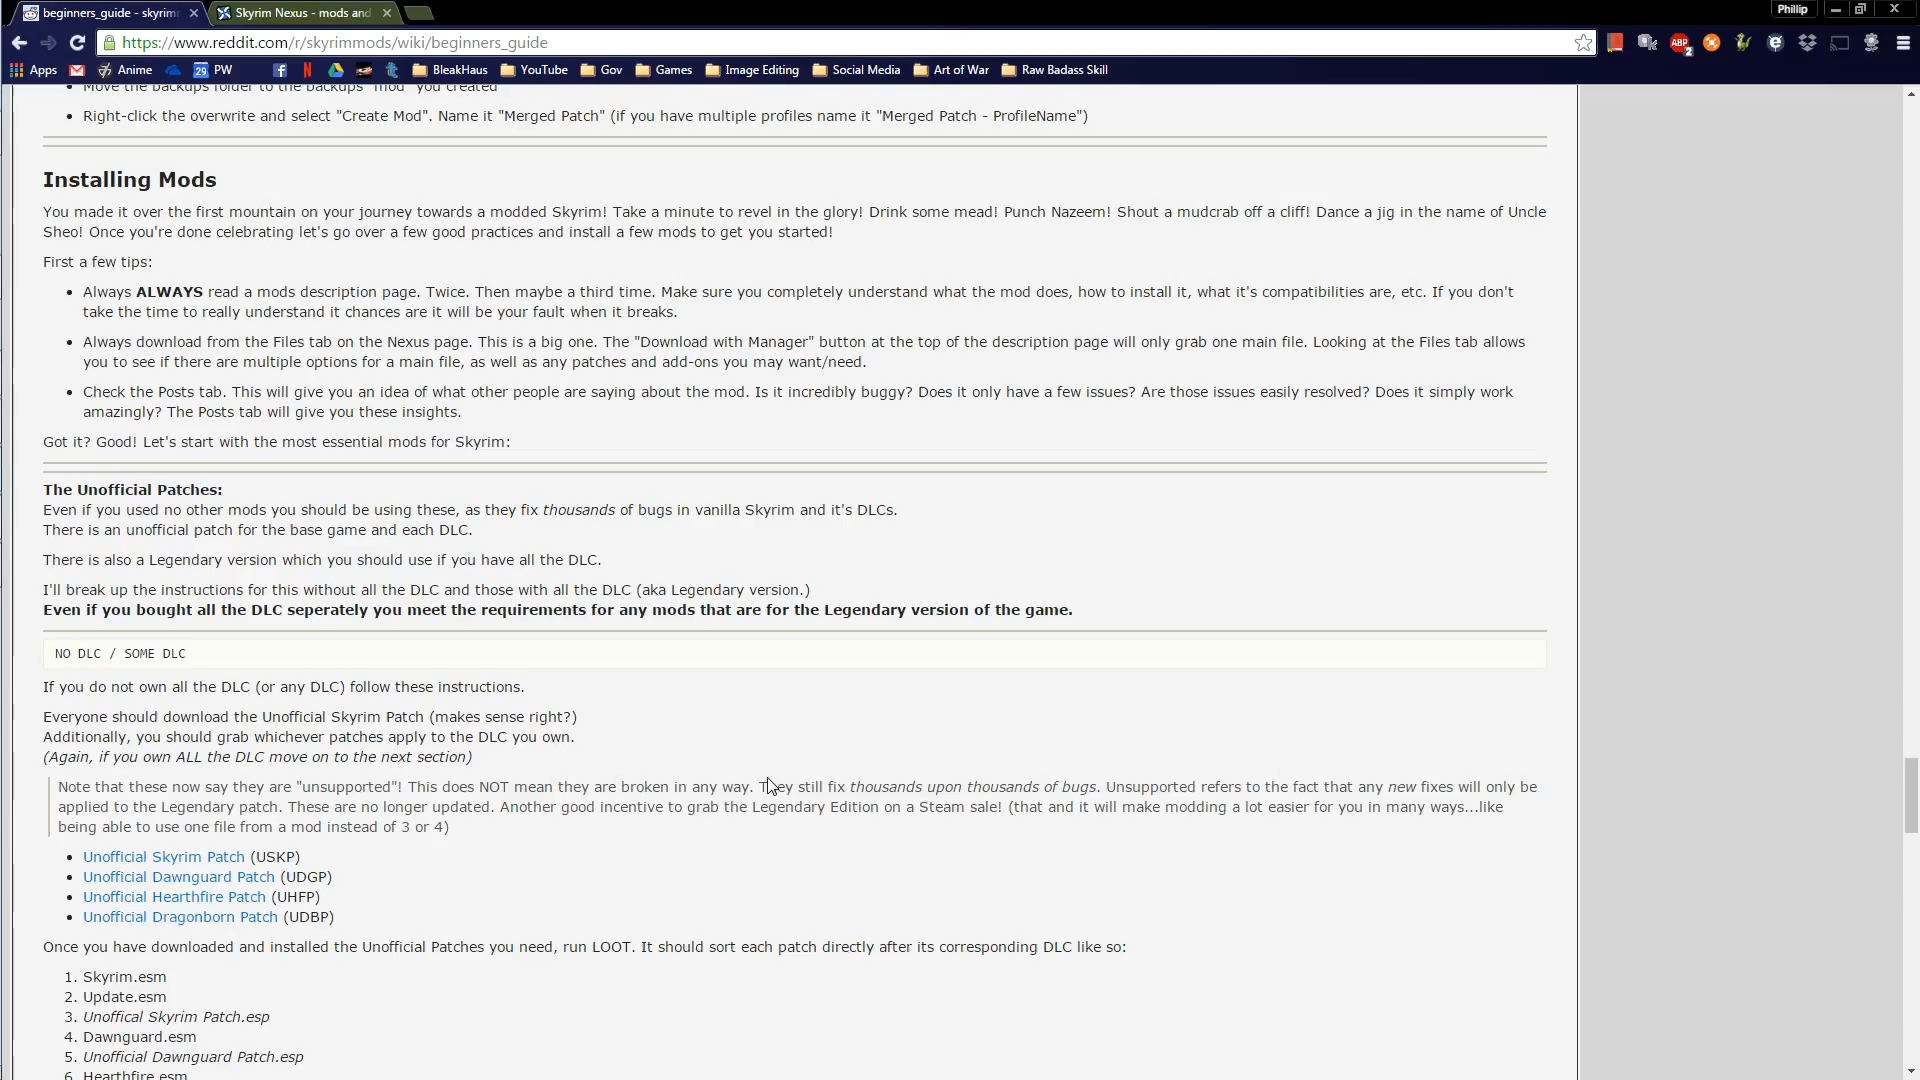 beginners_guide - skyrim
Skyrim Nexus - mods and
Phillip
https://www.reddit.com/r/skyrimmods/wiki/beginners_guide
ABP
2
Apps
Anime
29 PW
BleakHaus
YouTube
Gov
Games
Image Editing
Social Media
Art of War
Raw Badass Skill
Move the backups folder to the backups "mod" you created
Right-click the overwrite and select "Create Mod". Name it "Merged Patch" (if you have multiple profiles name it "Merged Patch - ProfileName")
Installing Mods
You made it over the first mountain on your journey towards a modded Skyrim! Take a minute to revel in the glory! Drink some mead! Punch Nazeem! Shout a mudcrab off a cliff! Dance a jig in the name of Uncle
Sheo! Once you're done celebrating let's go over a few good practices and install a few mods to get you started!
First a few tips:
Always ALWAYS read a mods description page. Twice. Then maybe a third time. Make sure you completely understand what the mod does, how to install it, what it's compatibilities are, etc. If you don't
take the time to really understand it chances are it will be your fault when it breaks.
Always download from the Files tab on the Nexus page. This is a big one. The "Download with Manager" button at the top of the description page will only grab one main file. Looking at the Files tab allows
you to see if there are multiple options for a main file, as well as any patches and add-ons you may want/need.
Check the Posts tab. This will give you an idea of what other people are saying about the mod. Is it incredibly buggy? Does it only have a few issues? Are those issues easily resolved? Does it simply work
amazingly? The Posts tab will give you these insights.
Got it? Good! Let's start with the most essential mods for Skyrim:
The Unofficial Patches:
Even if you used no other mods you should be using these, as they fix thousands of bugs in vanilla Skyrim and it's DLCs.
There is an unofficial patch for the base game and each DLC.
There is also a Legendary version which you should use if you have all the DLC.
I'll break up the instructions for this without all the DLC and those with all the DLC (aka Legendary version.)
Even if you bought all the DLC seperately you meet the requirements for any mods that are for the Legendary version of the game.
NO DLC / SOME DLC
If you do not own all the DLC (or any DLC) follow these instructions.
Everyone should download the Unofficial Skyrim Patch (makes sense right?)
Additionally, you should grab whichever patches apply to the DLC you own.
(Again, if you own ALL the DLC move on to the next section)
Note that these now say they are "unsupported"! This does NOT mean they are broken in any way. They still fix thousands upon thousands of bugs. Unsupported refers to the fact that any new fixes will only be
applied to the Legendary patch. These are no longer updated. Another good incentive to grab the Legendary Edition on a Steam sale! (that and it will make modding a lot easier for you in many ways...like
being able to use one file from a mod instead of 3 or 4)
Unofficial Skyrim Patch (USKP)
Unofficial Dawnguard Patch (UDGP)
Unofficial Hearthfire Patch (UHFP)
Unofficial Dragonborn Patch (UDBP)
Once you have downloaded and installed the Unofficial Patches you need, run LOOT. It should sort each patch directly after its corresponding DLC like so:
1. Skyrim.esm
2. Update.esm
3. Unoffical Skyrim Patch.esp
4. Dawnguard.esm
5. Unofficial Dawnguard Patch.esp
6. Hearthfire.esm